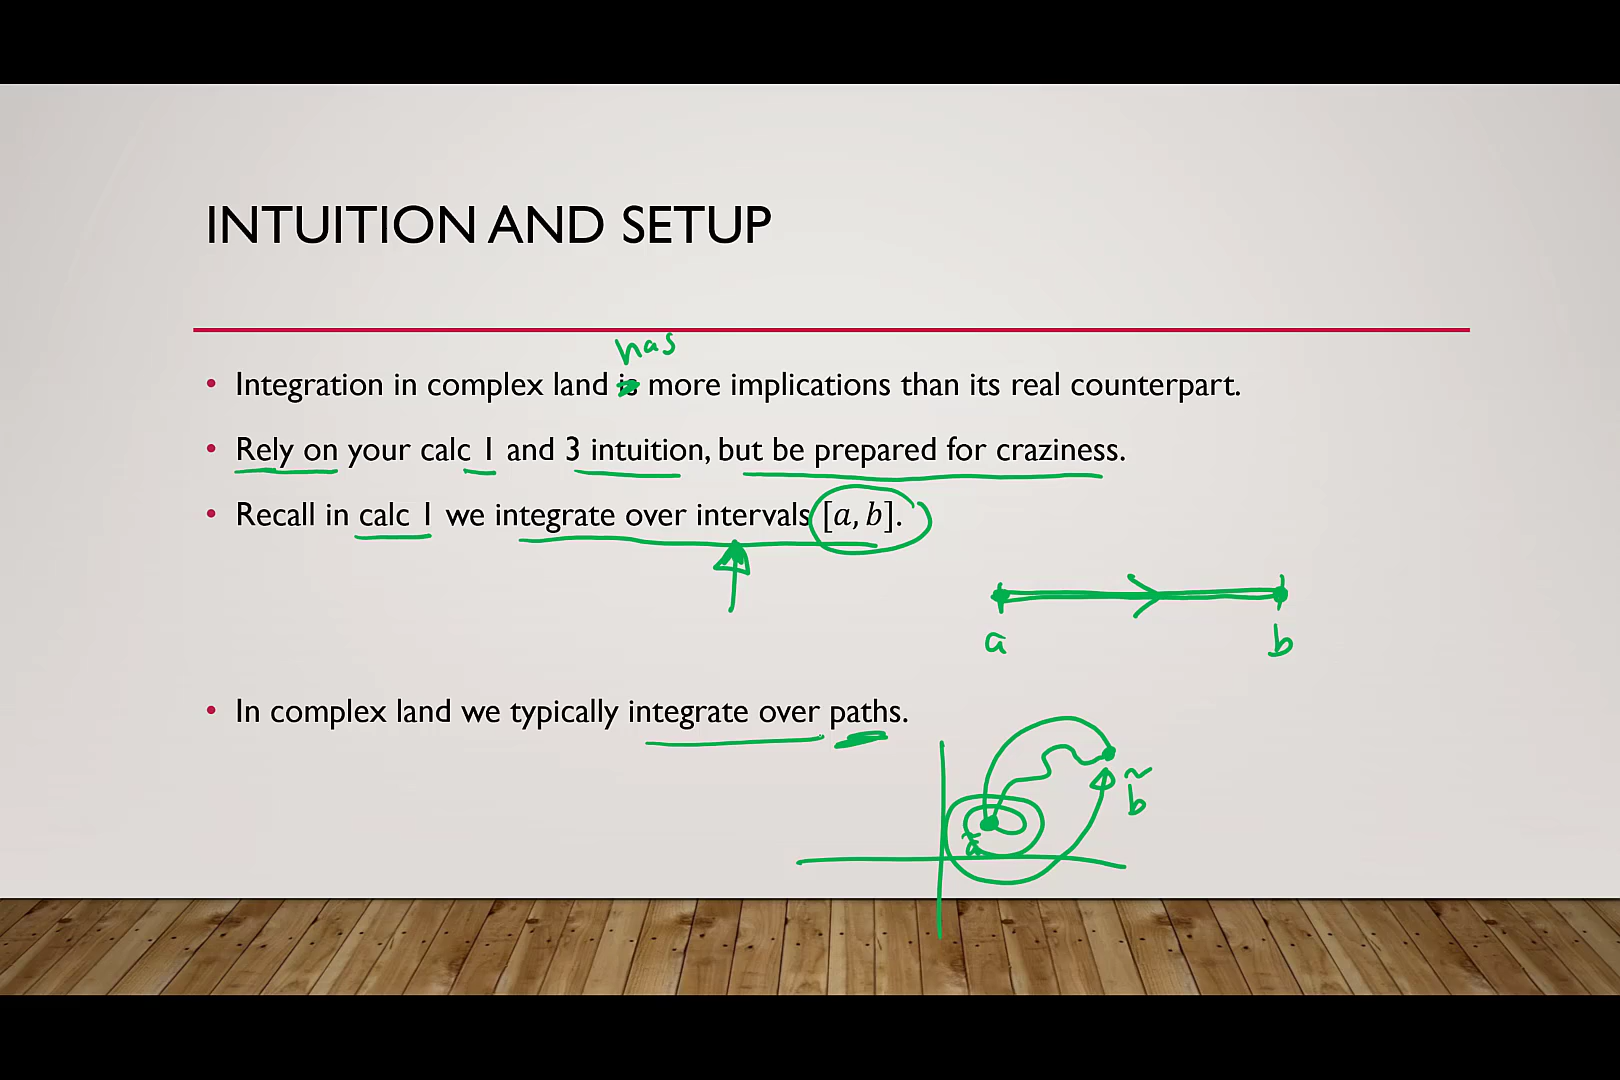 INTUITION AND SETUP
has
• Integration in complex land is more implications than its real counterpart.
• Rely on your calc 1 and 3 intuition, but be prepared for craziness.
• Recall in calc 1 we integrate over intervals [a, b].
a b
• In complex land we typically integrate over paths.
b̃
ã